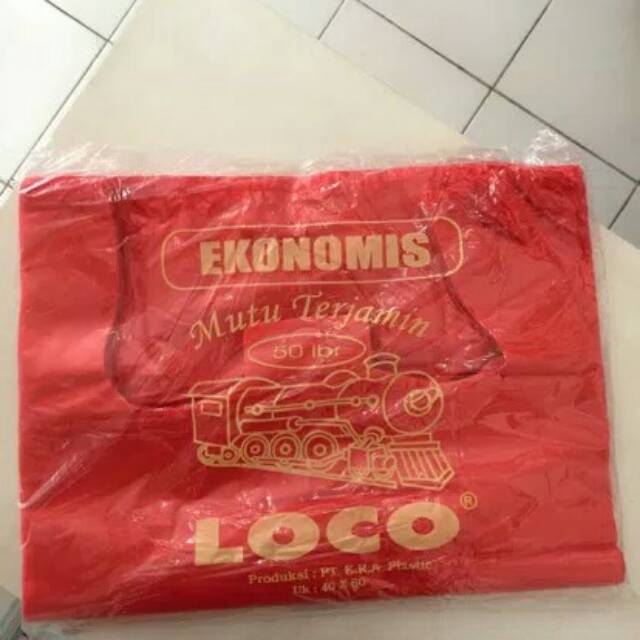 EKONOMIS
Mutu Terjamin
50 lbr
LOCO®
Produksi : PT. E.R.A Plastic
Uk : 40 X 60